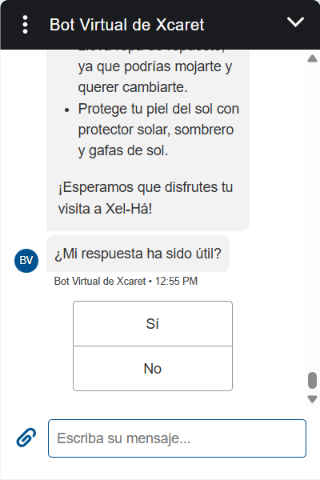 Bot Virtual de Xcaret
ya que podrías mojarte y
querer cambiarte.
• Protege tu piel del sol con
protector solar, sombrero
y gafas de sol.
¡Esperamos que disfrutes tu
visita a Xel-Há!
BV
¿Mi respuesta ha sido útil?
Bot Virtual de Xcaret • 12:55 PM
Sí
No
Escriba su mensaje...